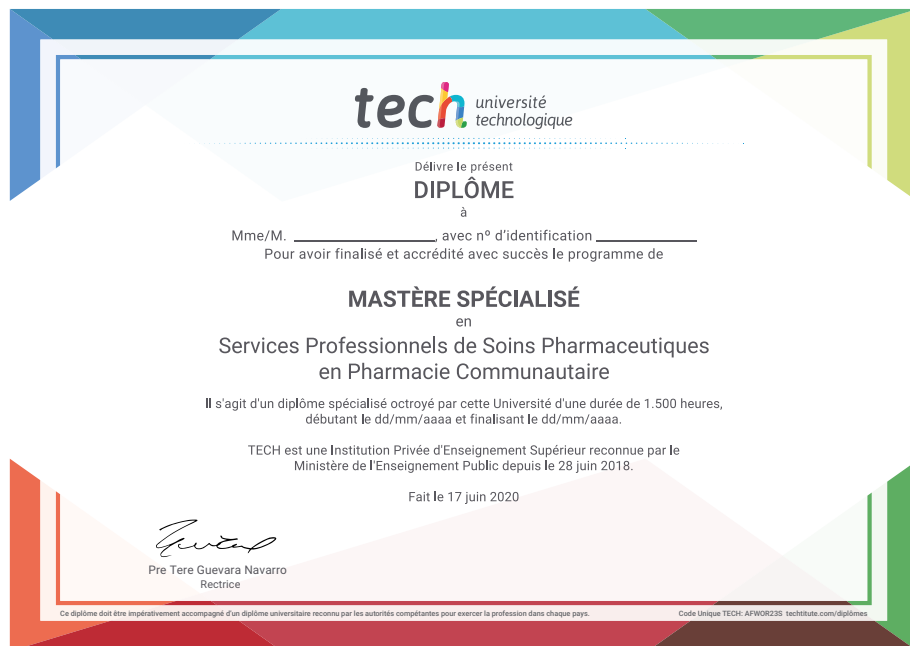 tech université
technologique
Délivre le présent
DIPLÔME
à
Mme/M. ____________________, avec nº d'identification ______________
Pour avoir finalisé et accrédité avec succès le programme de
MASTÈRE SPÉCIALISÉ
en
Services Professionnels de Soins Pharmaceutiques
en Pharmacie Communautaire
Il s'agit d'un diplôme spécialisé octroyé par cette Université d'une durée de 1.500 heures,
débutant le dd/mm/aaaa et finalisant le dd/mm/aaaa.
TECH est une Institution Privée d'Enseignement Supérieur reconnue par le
Ministère de l'Enseignement Public depuis le 28 juin 2018.
Fait le 17 juin 2020
Pre Tere Guevara Navarro
Rectrice
Ce diplôme doit être impérativement accompagné d'un diplôme universitaire reconnu par les autorités compétantes pour exercer la profession dans chaque pays.
Code Unique TECH: AFWOR23S techtitute.com/diplômes